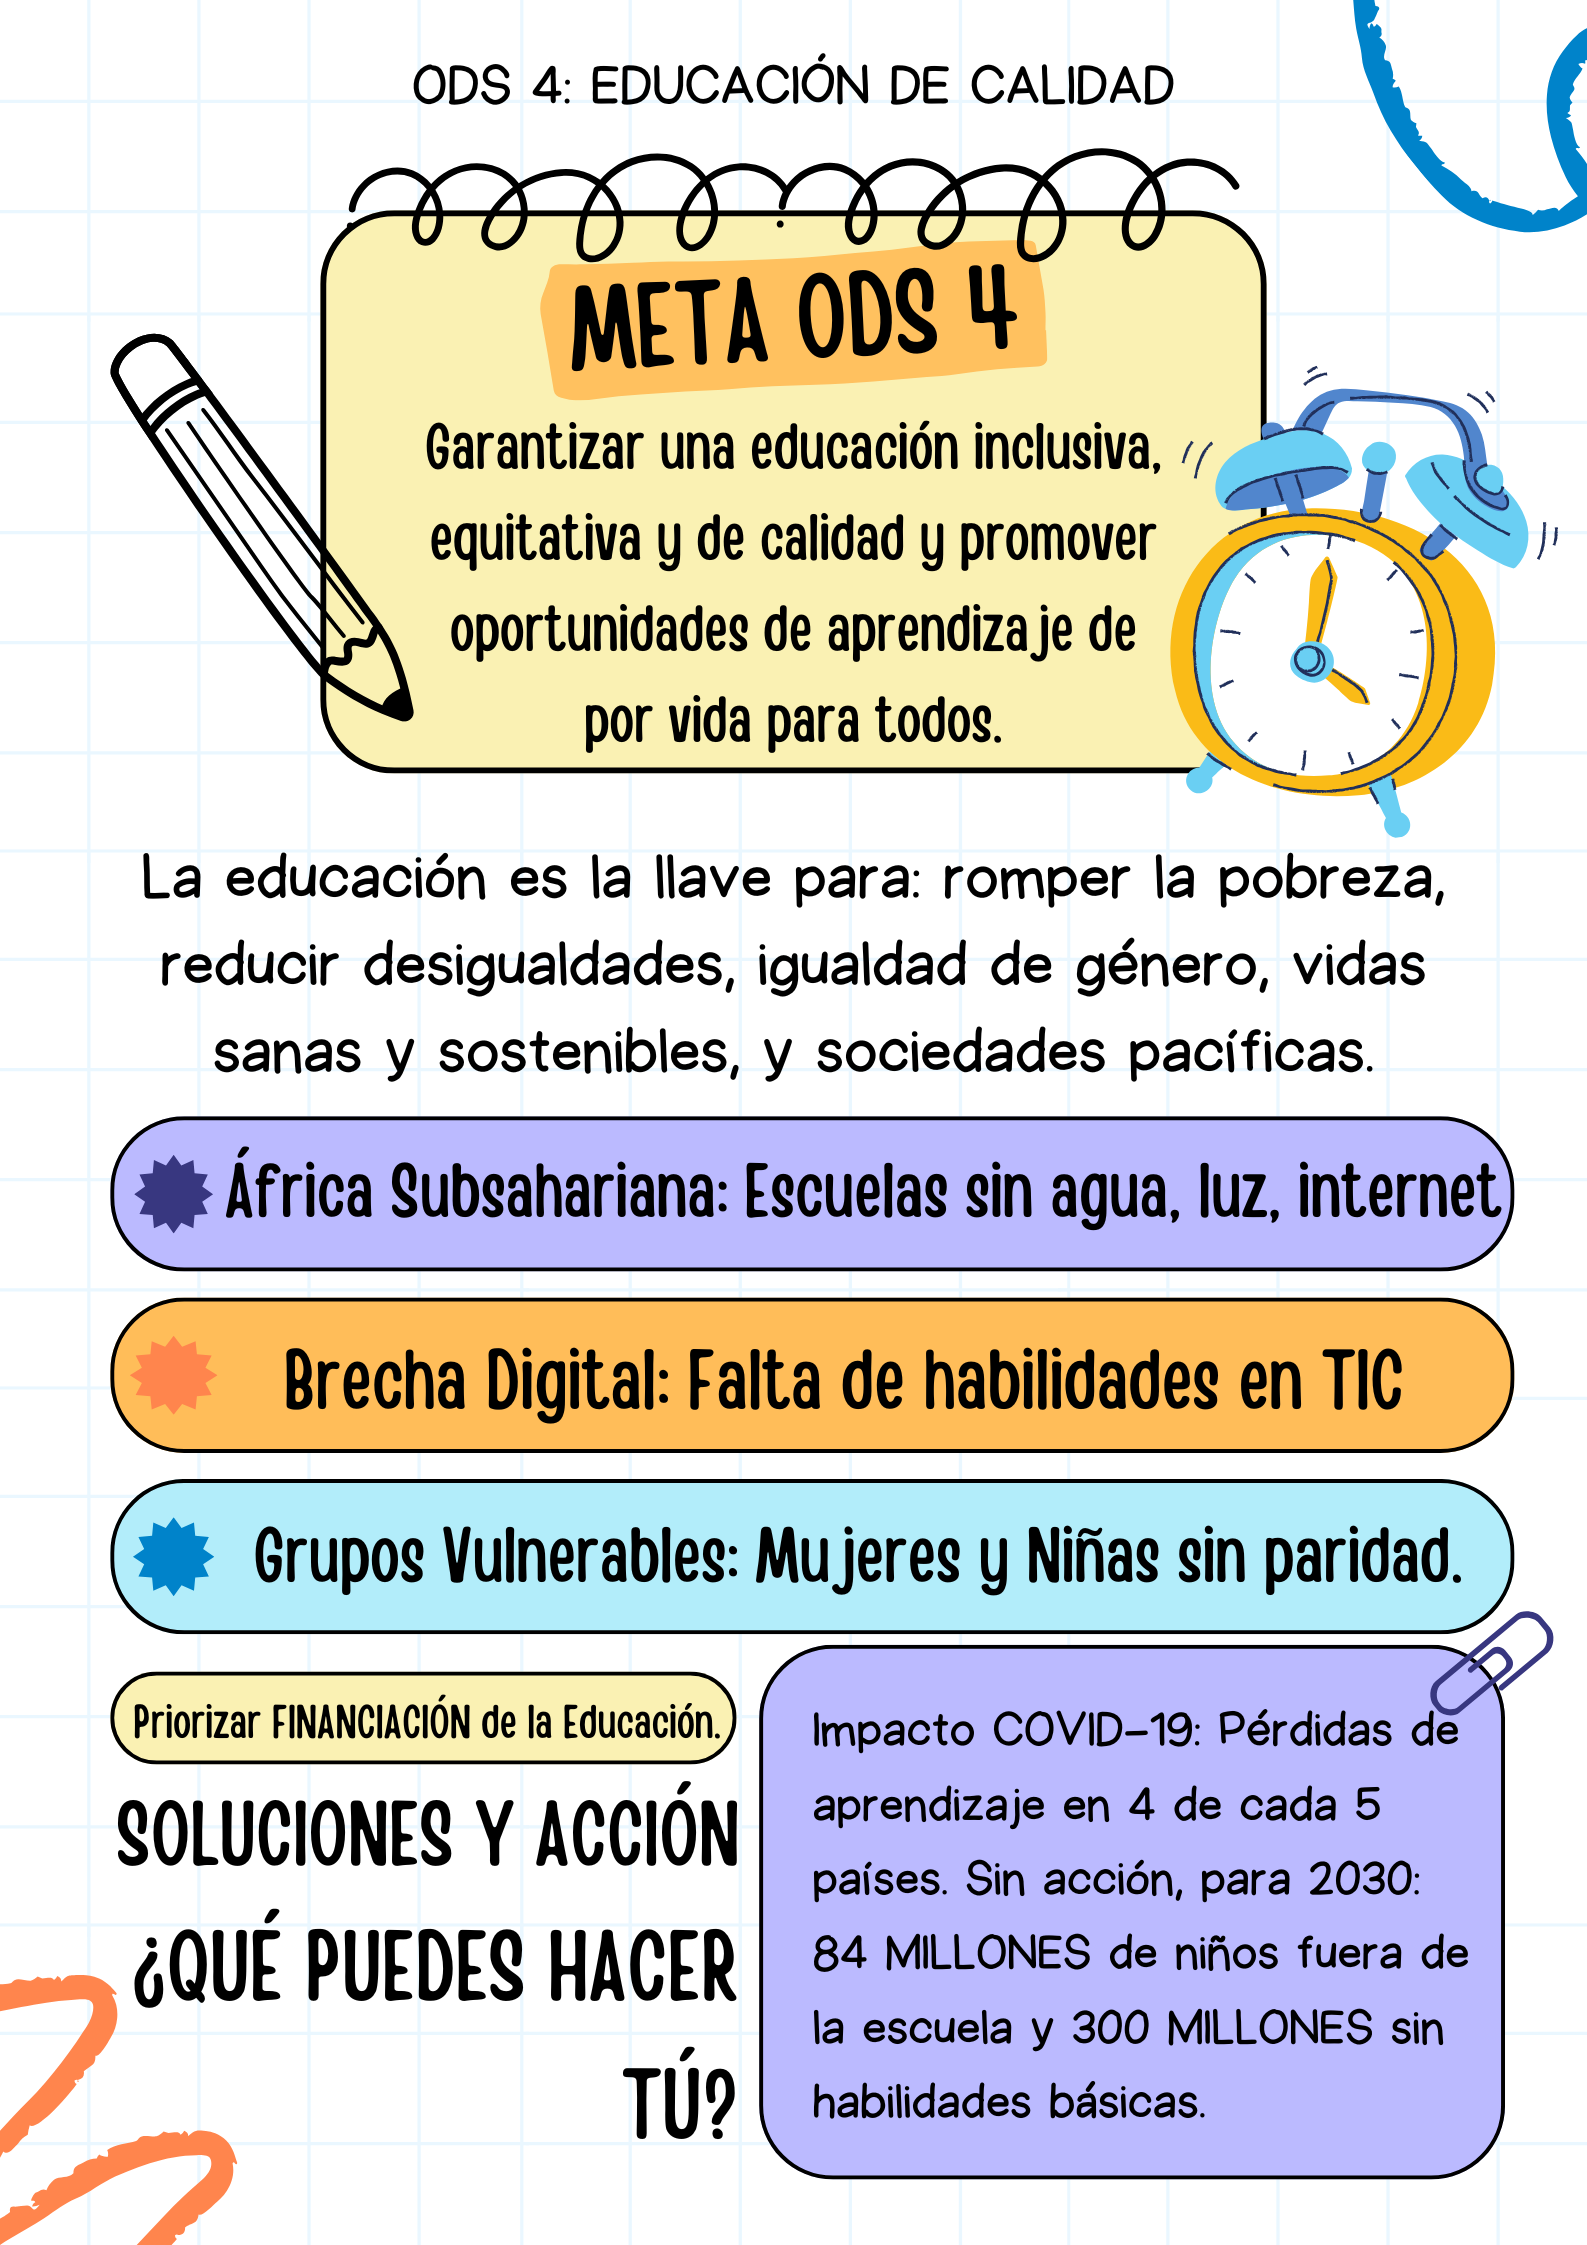 ODS 4: EDUCACIÓN DE CALIDAD
META ODS 4
Garantizar una educación inclusiva,
equitativa y de calidad y promover
oportunidades de aprendizaje de
por vida para todos.
La educación es la llave para: romper la pobreza,
reducir desigualdades, igualdad de género, vidas
sanas y sostenibles, y sociedades pacíficas.
África Subsahariana: Escuelas sin agua, luz, internet
Brecha Digital: Falta de habilidades en TIC
Grupos Vulnerables: Mujeres y Niñas sin paridad.
Priorizar FINANCIACIÓN de la Educación.
SOLUCIONES Y ACCIÓN
¿QUÉ PUEDES HACER
TÚ?
Impacto COVID-19: Pérdidas de
aprendizaje en 4 de cada 5
países. Sin acción, para 2030:
84 MILLONES de niños fuera de
la escuela y 300 MILLONES sin
habilidades básicas.